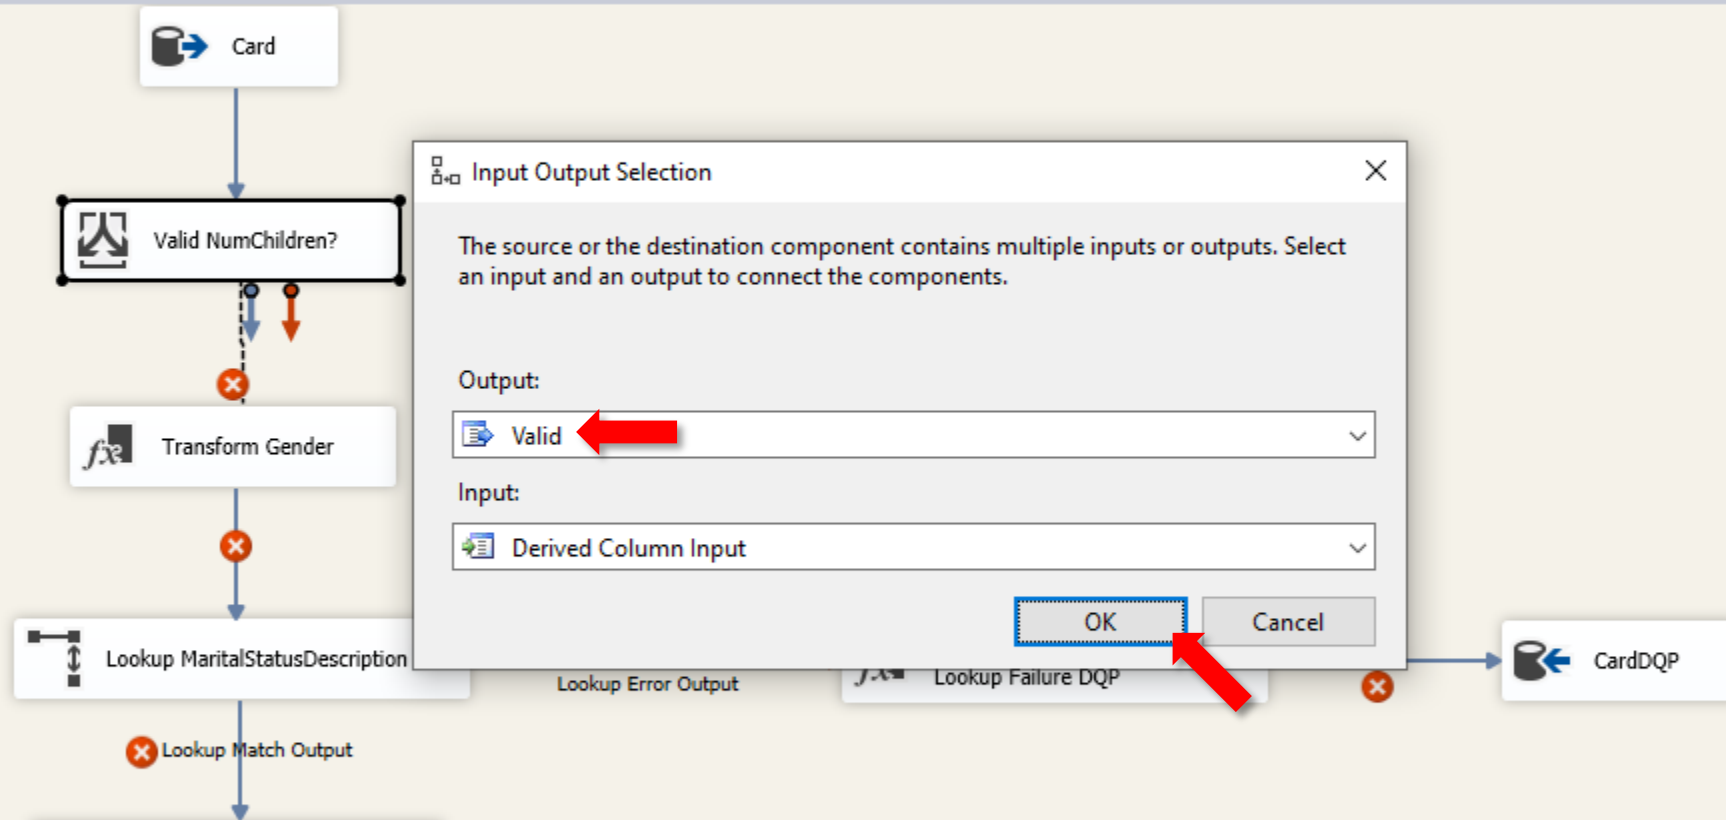 Card
Input Output Selection
Valid NumChildren?
The source or the destination component contains multiple inputs or outputs. Select
an input and an output to connect the components.
Output:
Valid
Transform Gender
Input:
Derived Column Input
OK
Cancel
Lookup MaritalStatusDescription
Lookup Error Output
Lookup Failure DQP
CardDQP
Lookup Match Output